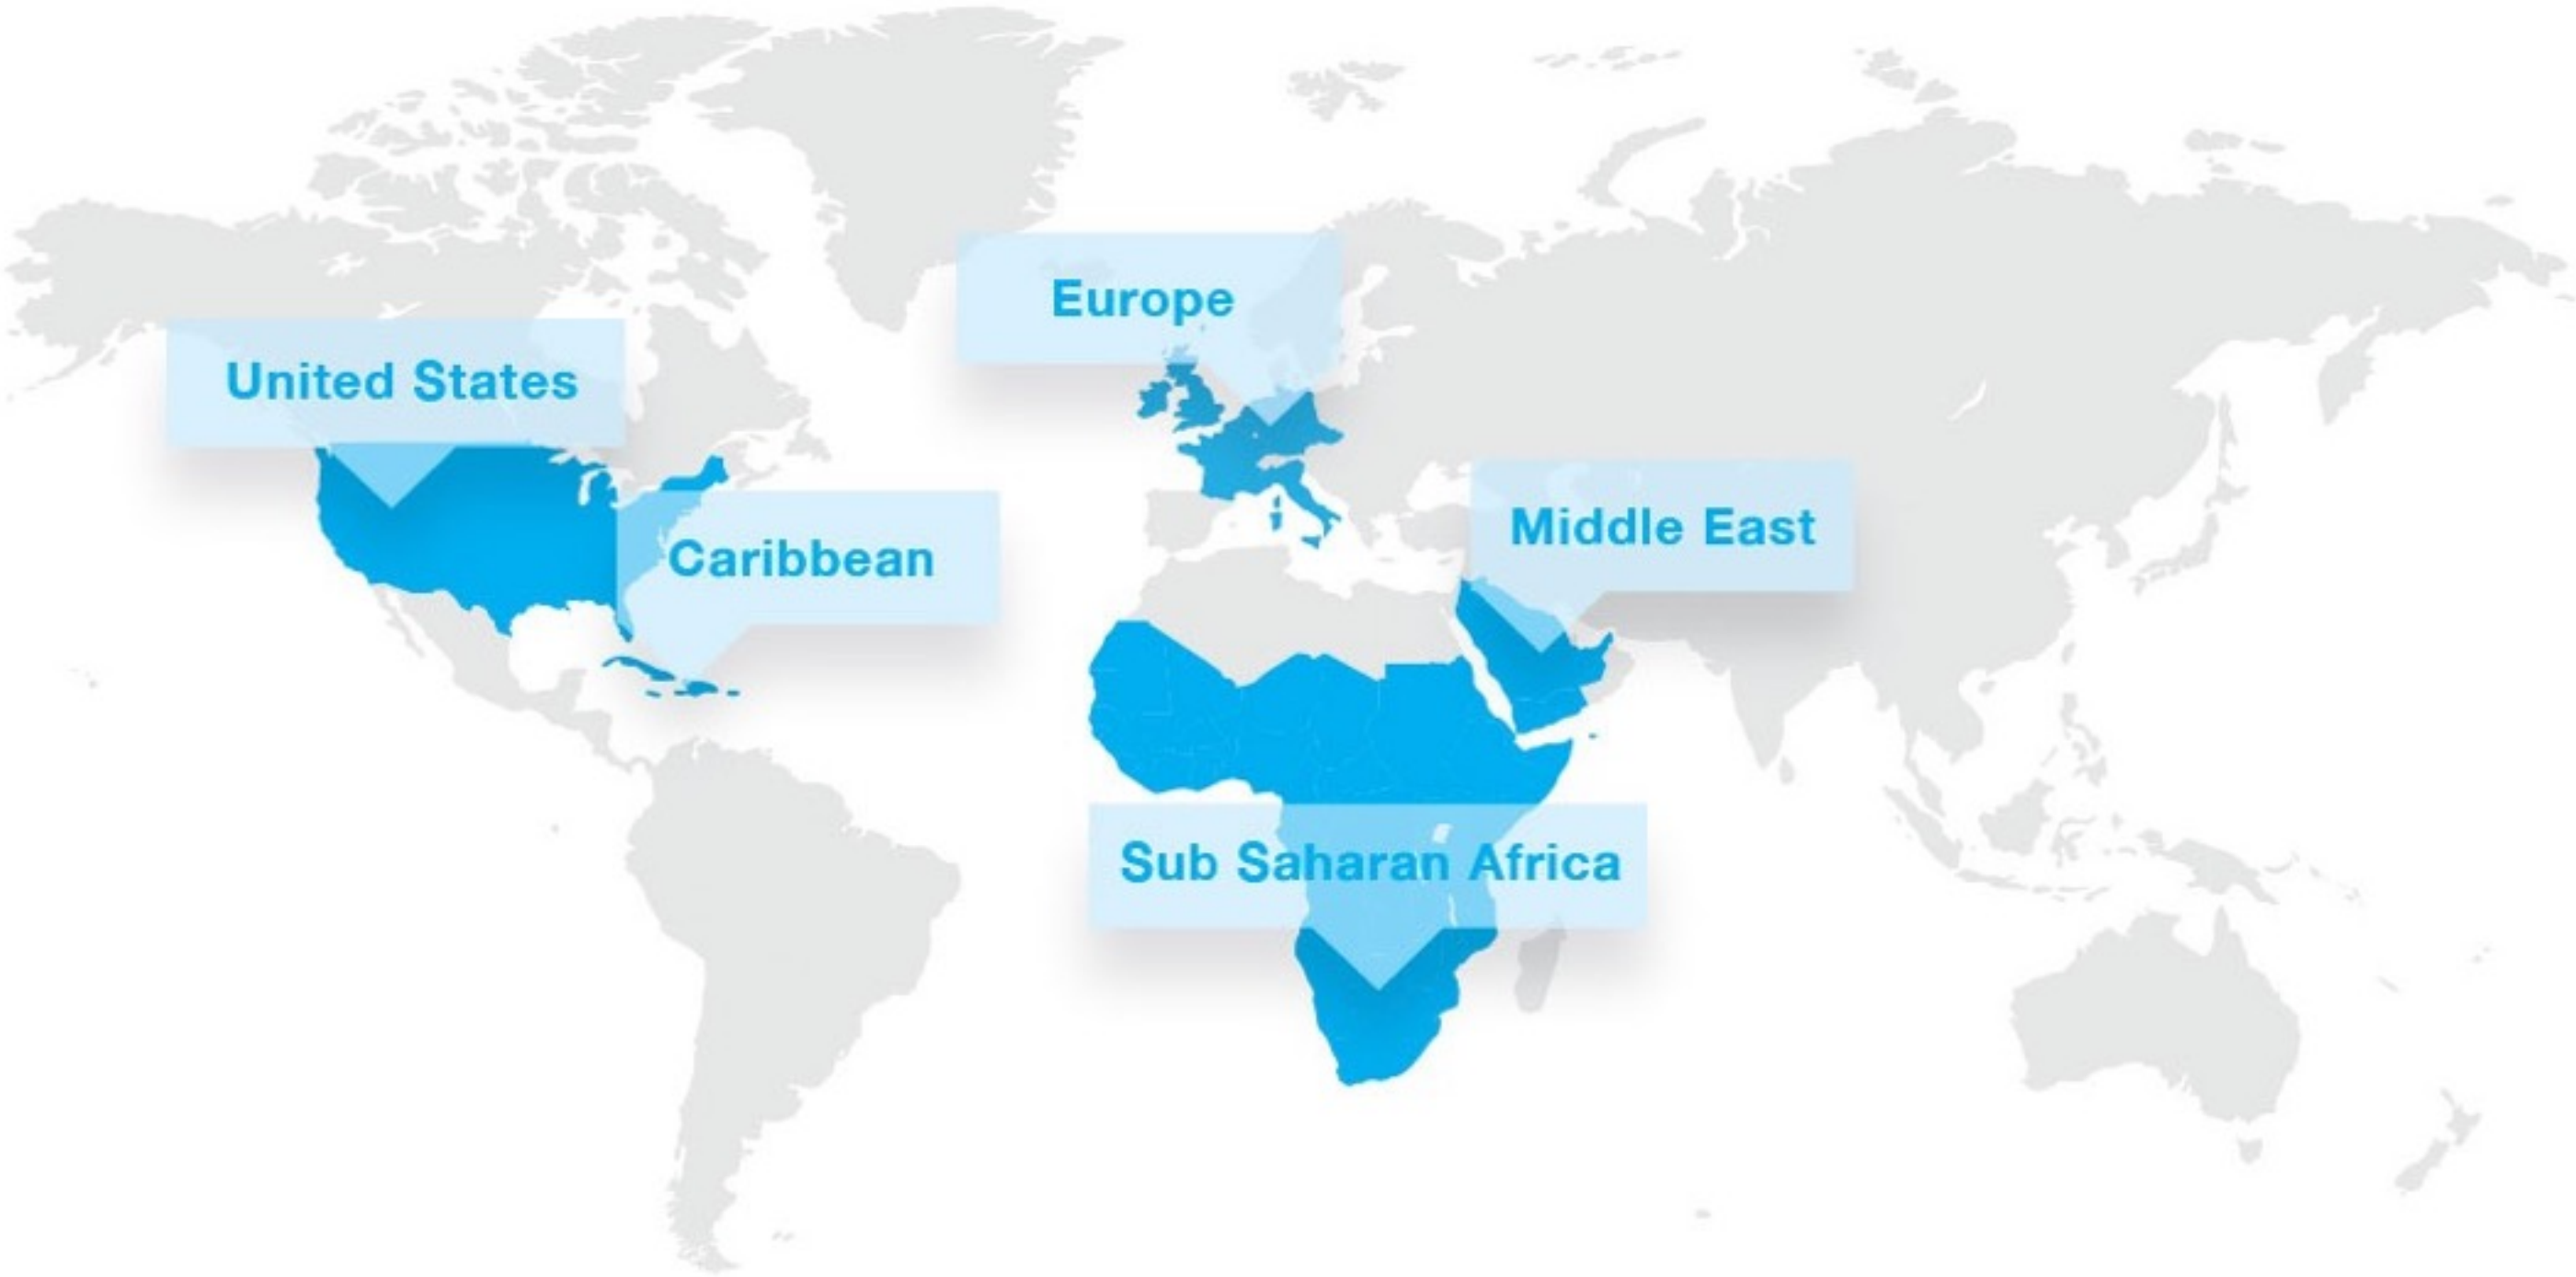 Europe
United States
Middle East
Caribbean
Sub Saharan Africa